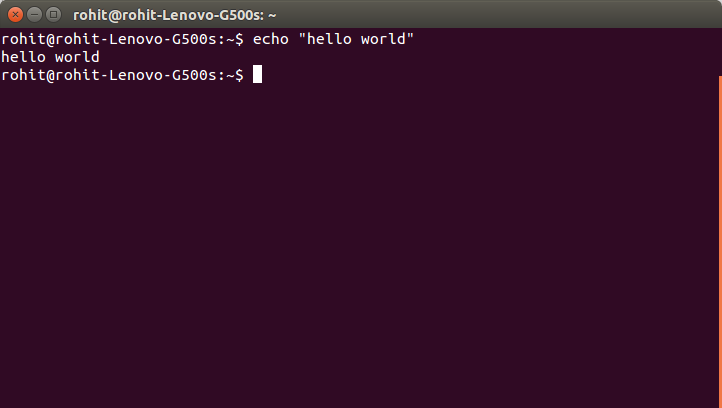 rohit@rohit-Lenovo-G500s: ~
rohit@rohit-Lenovo-G500s:~$ echo "hello world"
hello world
rohit@rohit-Lenovo-G500s:~$